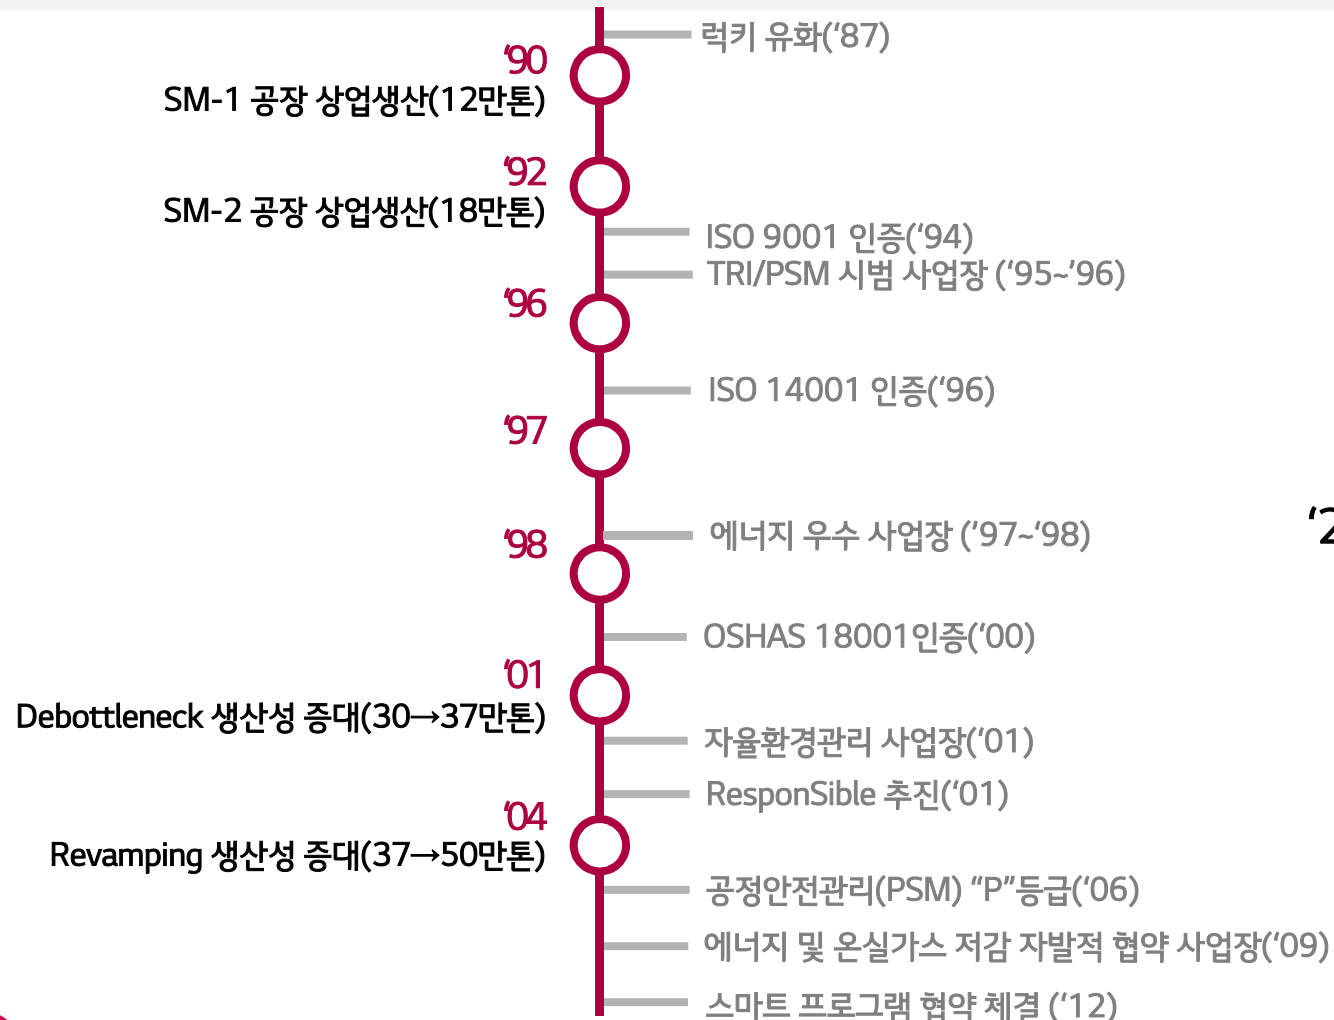 럭키 유화(‘87)
‘90
SM-1 공장 상업생산(12만톤)
‘92
SM-2 공장 상업생산(18만톤)
ISO 9001 인증(‘94)
TRI/PSM 시범 사업장 (‘95~’96)
‘96
ISO 14001 인증(‘96)
‘97
에너지 우수 사업장 (’97~‘98)
‘98
OSHAS 18001인증(‘00)
‘01
Debottleneck 생산성 증대(30→37만톤)
자율환경관리 사업장(‘01)
ResponSible 추진(‘01)
‘04
Revamping 생산성 증대(37→50만톤)
공정안전관리(PSM) “P”등급(‘06)
에너지 및 온실가스 저감 자발적 협약 사업장(‘09)
스마트 프로그램 협약 체결 (‘12)